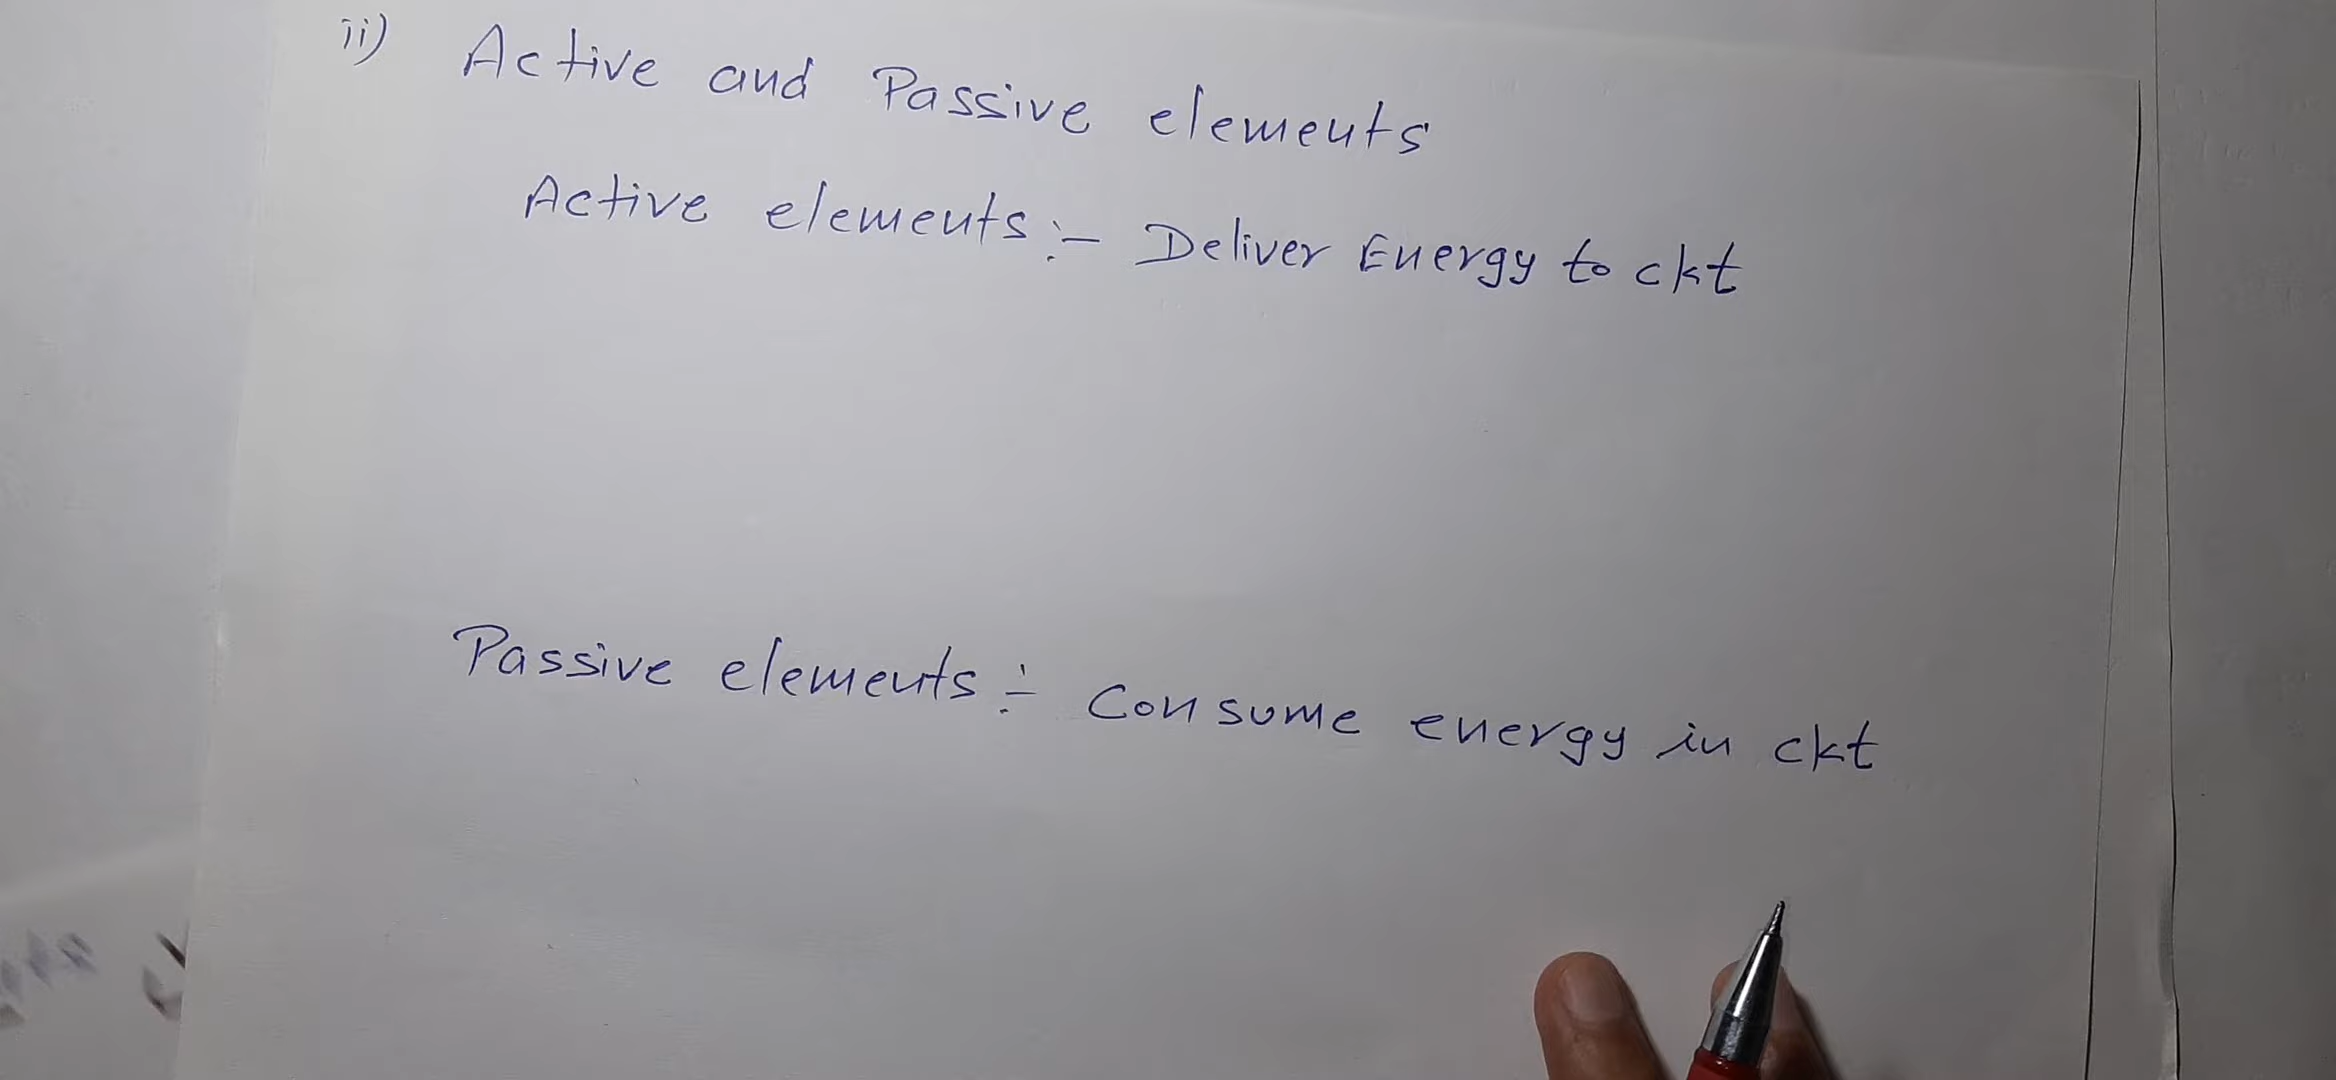 ii) Active and Passive elements
Active elements :- Deliver Energy to ckt
Passive elements :- Consume energy in ckt